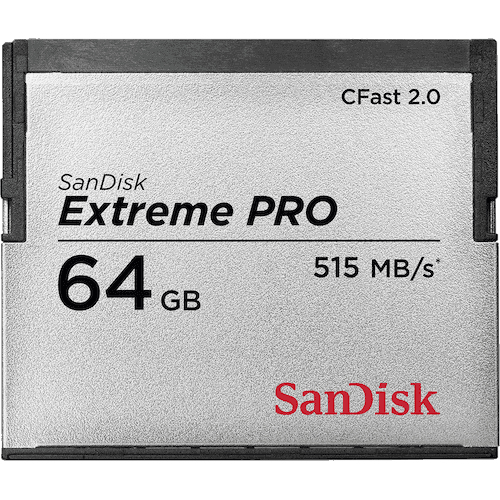 CFast 2.0
SanDisk
Extreme PRO
64 GB
515 MB/s*
SanDisk